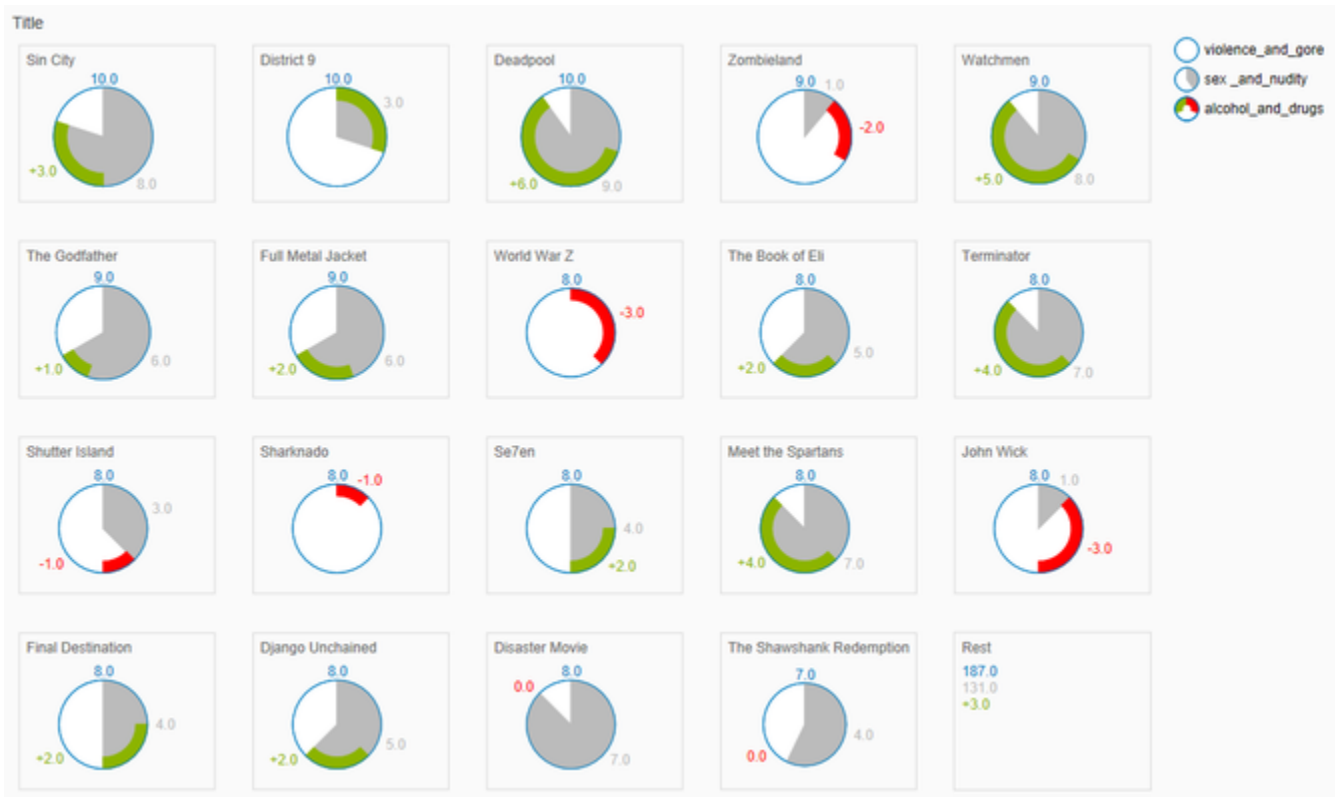 Title
Sin City
10.0
+3.0
8.0
District 9
10.0
3.0
Deadpool
10.0
+6.0
9.0
Zombieland
9.0
1.0
-2.0
Watchmen
9.0
+5.0
8.0
violence_and_gore
sex _and_nudity
alcohol_and_drugs
The Godfather
9.0
+1.0
6.0
Full Metal Jacket
9.0
+2.0
6.0
World War Z
8.0
-3.0
The Book of Eli
8.0
+2.0
5.0
Terminator
8.0
+4.0
7.0
Shutter Island
8.0
3.0
-1.0
Sharknado
8.0
-1.0
Se7en
8.0
4.0
+2.0
Meet the Spartans
8.0
+4.0
7.0
John Wick
8.0
1.0
-3.0
Final Destination
8.0
4.0
+2.0
Django Unchained
8.0
+2.0
5.0
Disaster Movie
8.0
0.0
7.0
The Shawshank Redemption
7.0
4.0
0.0
Rest
187.0
131.0
+3.0